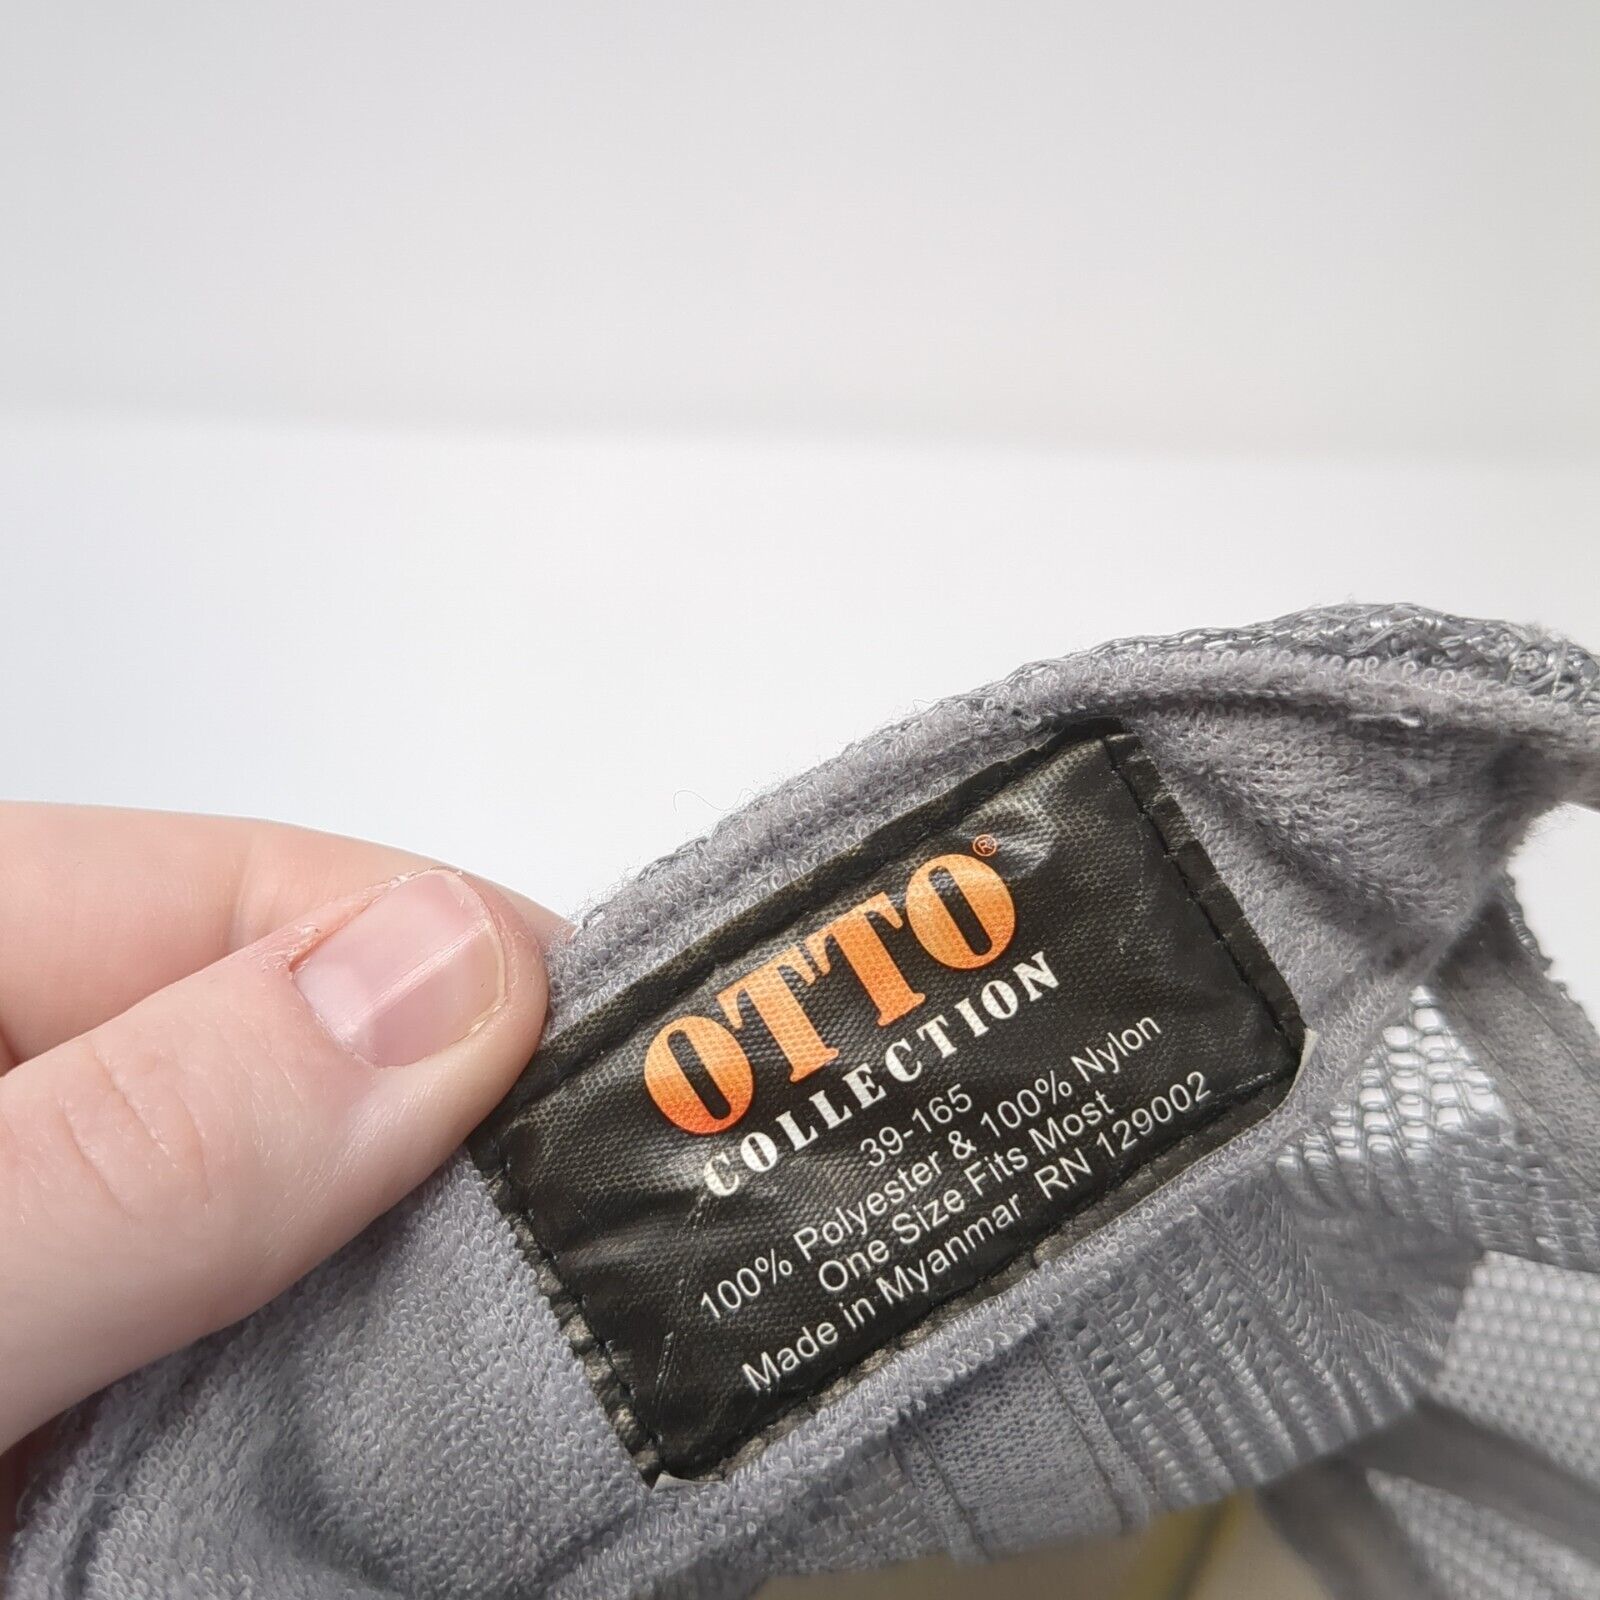 OTTO®
COLLECTION
39-165
100% Polyester & 100% Nylon
One Size Fits Most
Made in Myanmar RN 129002